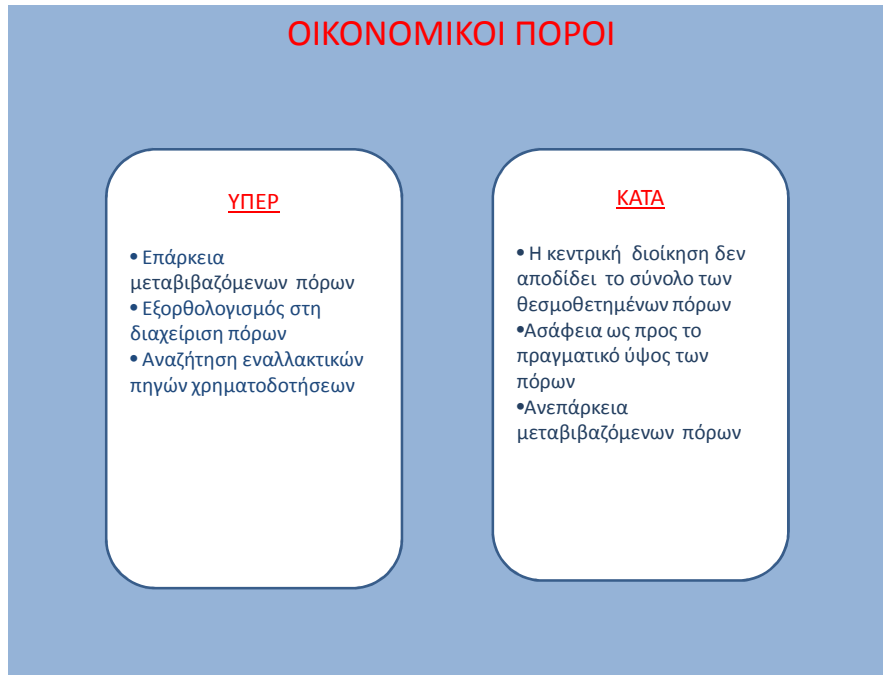 ΟΙΚΟΝΟΜΙΚΟΙ ΠΟΡΟΙ
ΥΠΕΡ
• Επάρκεια
μεταβιβαζόμενων πόρων
• Εξορθολογισμός στη
διαχείριση πόρων
• Αναζήτηση εναλλακτικών
πηγών χρηματοδοτήσεων
ΚΑΤΑ
• Η κεντρική διοίκηση δεν
αποδίδει το σύνολο των
θεσμοθετημένων πόρων
•Ασάφεια ως προς το
πραγματικό ύψος των
πόρων
•Ανεπάρκεια
μεταβιβαζόμενων πόρων